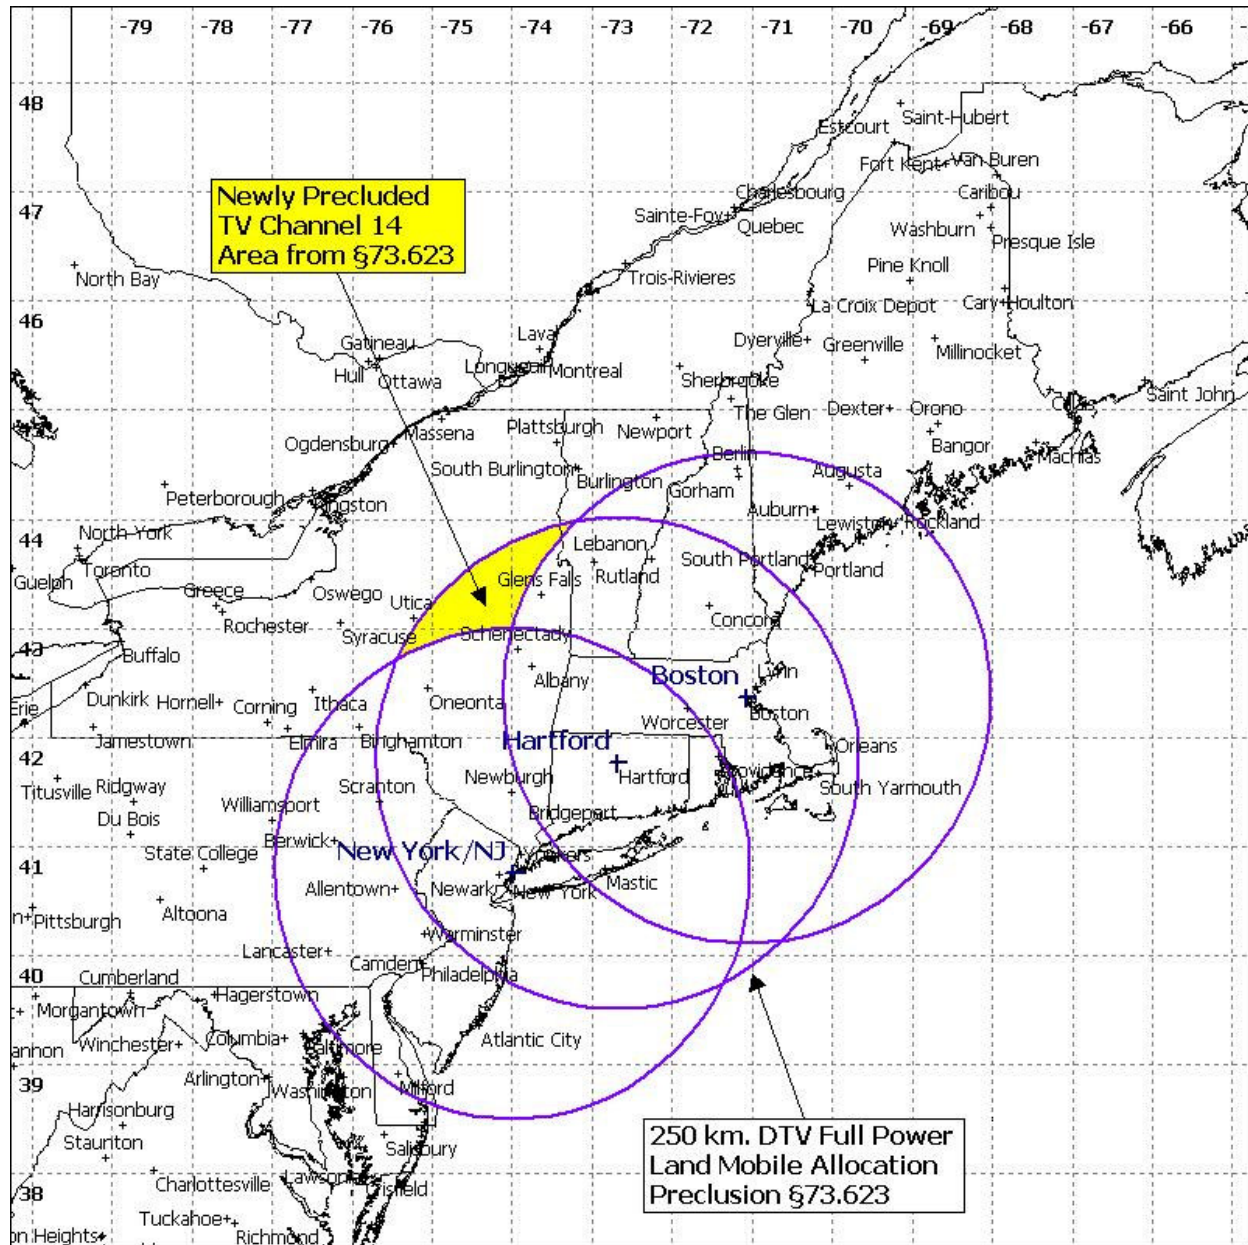 -79 -78 -77 -76 -75 -74 -73 -72 -71 -70 -69 -68 -67 -66
48
Saint-Hubert
Estcourt
Fort Kent
Van Buren
Newly Precluded
TV Channel 14
Area from §73.623
47
Charlesbourg
Caribou
Sainte-Foy
Quebec
Washburn
Presque Isle
Pine Knoll
North Bay
Trois-Rivieres
La Croix Depot
Cary
Houlton
46
Gatineau
Laval
Dyerville
Greenville
Millinocket
Hull
Ottawa
Longueuil
Montreal
Sherbrooke
Saint John
45
The Glen
Dexter
Orono
Massena
Plattsburgh
Newport
Ogdensburg
Berlin
Bangor
Machias
South Burlington
Burlington
Gorham
Augusta
Peterborough
Kingston
Auburn
Lewiston
Rockland
44
North York
Toronto
Guelph
Lebanon
South Portland
Portland
Glens Falls
Rutland
Greece
Oswego
Utica
Rochester
Syracuse
Schenectady
Concord
43
Buffalo
Albany
Boston
Lynn
Dunkirk
Hornell
Ithaca
Oneonta
Erie
Corning
Worcester
Boston
Jamestown
Elmira
Binghamton
Hartford
Orleans
42
Titusville
Ridgway
Scranton
Newburgh
Hartford
Providence
South Yarmouth
Du Bois
Williamsport
Bridgeport
State College
Berwick
New York/NJ
Yonkers
41
Allentown
Newark
New York
Mastic
Pittsburgh
Altoona
Warminster
Lancaster
Camden
Philadelphia
40
Cumberland
Hagerstown
Morgantown
Winchester
Columbia
Baltimore
Atlantic City
annon
Arlington
Washington
Milford
39
Harrisonburg
Staunton
Salisbury
250 km. DTV Full Power
Land Mobile Allocation
Preclusion §73.623
38
Charlottesville
Lawson
isfield
Tuckahoe
Richmond
on Heights